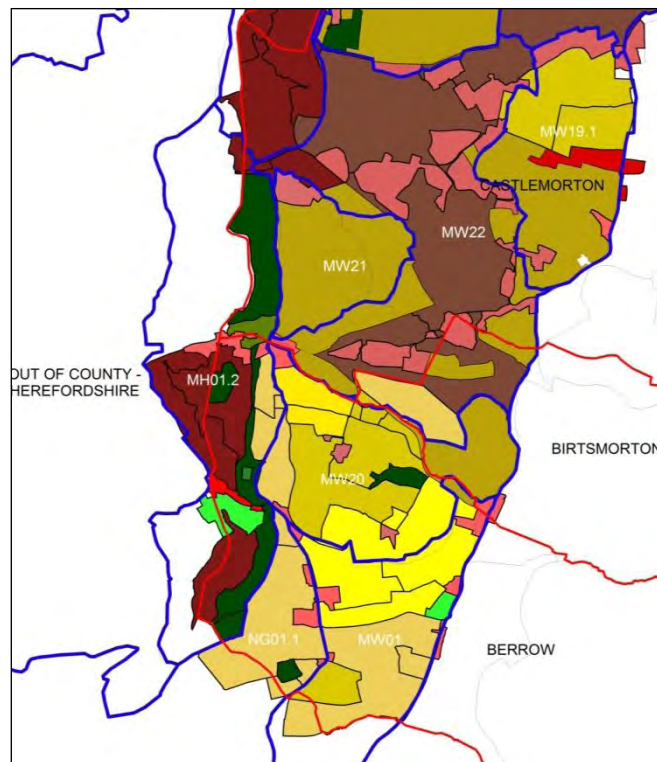 MW19.1
CASTLEMORTON
MW22
MW21
OUT OF COUNTY -
HEREFORDSHIRE
MH01.2
BIRTSMORTON
MW20
NG01.1
MW01
BERROW